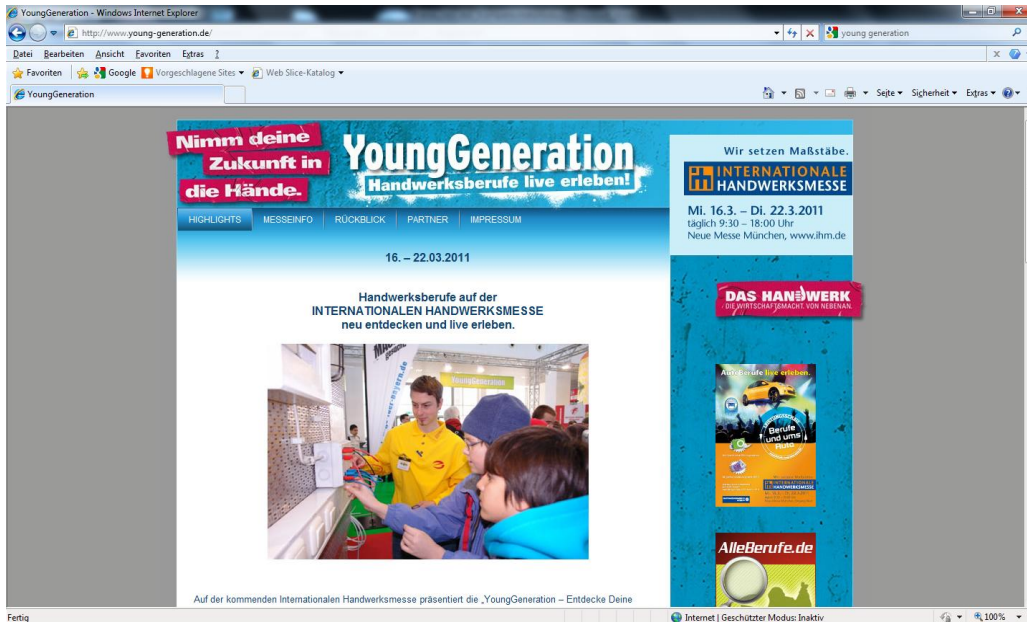 YoungGeneration - Windows Internet Explorer
http://www.young-generation.de/
young generation
Datei Bearbeiten Ansicht Favoriten Extras ?
Favoriten Google Vorgeschlagene Sites Web Slice-Katalog
YoungGeneration
Seite Sicherheit Extras
Nimm deine
Zukunft in
die Hände.
YoungGeneration
Handwerksberufe live erleben!
HIGHLIGHTS MESSEINFO RÜCKBLICK PARTNER IMPRESSUM
16. – 22.03.2011
Handwerksberufe auf der
INTERNATIONALEN HANDWERKSMESSE
neu entdecken und live erleben.
YoungGeneration
Auf der kommenden Internationalen Handwerksmesse präsentiert die „YoungGeneration – Entdecke Deine
Wir setzen Maßstäbe.
INTERNATIONALE
HANDWERKSMESSE
Mi. 16.3. – Di. 22.3.2011
täglich 9:30 – 18:00 Uhr
Neue Messe München, www.ihm.de
DAS HANDWERK
DIE WIRTSCHAFTSMACHT. VON NEBENAN.
AutoBerufe live erleben.
Berufe
rund ums
Auto
INTERNATIONALE
HANDWERKSMESSE
AlleBerufe.de
Fertig
Internet | Geschützter Modus: Inaktiv
100%